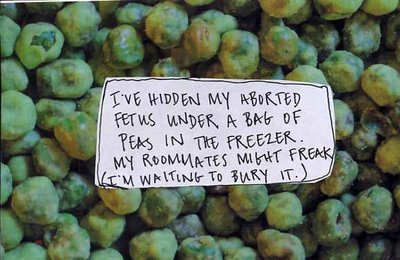 I'VE HIDDEN MY ABORTED
FETUS UNDER A BAG OF
PEAS IN THE FREEZER.
MY ROOMMATES MIGHT FREAK
(I'M WAITING TO BURY IT.)